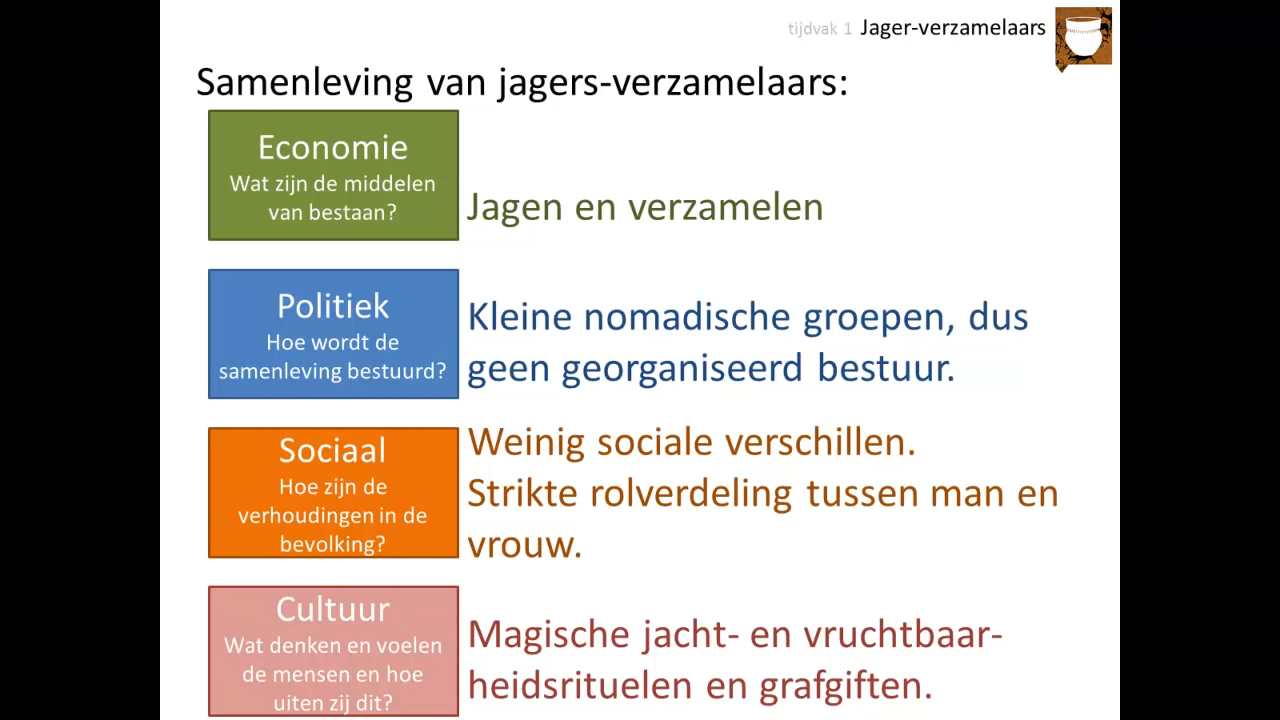 tijdvak 1 Jager-verzamelaars
Samenleving van jagers-verzamelaars:
Economie
Wat zijn de middelen
van bestaan?
Jagen en verzamelen
Politiek
Hoe wordt de
samenleving bestuurd?
Kleine nomadische groepen, dus
geen georganiseerd bestuur.
Sociaal
Hoe zijn de
verhoudingen in de
bevolking?
Weinig sociale verschillen.
Strikte rolverdeling tussen man en
vrouw.
Cultuur
Wat denken en voelen
de mensen en hoe
uiten zij dit?
Magische jacht- en vruchtbaar-
heidsrituelen en grafgiften.